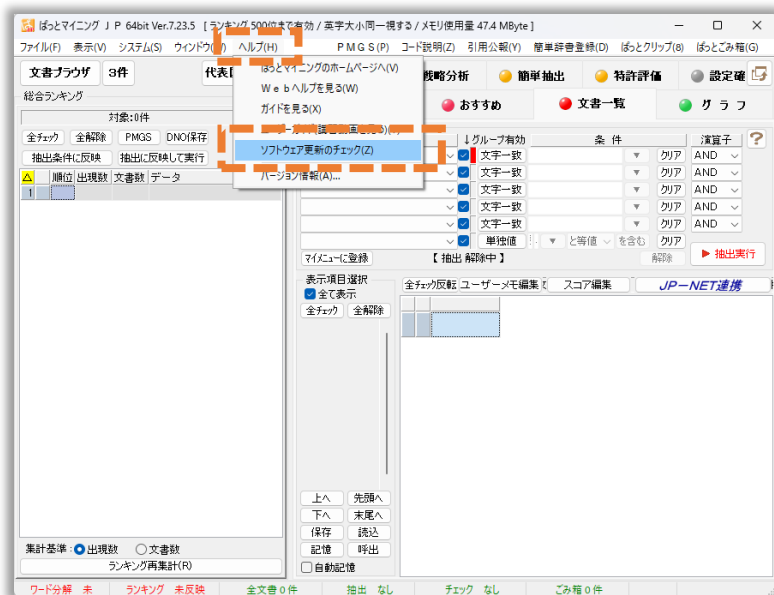 ぱっとマイニング JP 64bit Ver.7.23.5 [ランキング 500位まで有効 / 英字大小同一視する / メモリ使用量 47.4 MByte ]
ファイル(F) 表示(V) システム(S) ウィンドウ(W) ヘルプ(H) PMGS(P) コード説明(Z) 引用公報(Y) 簡単辞書登録(D) ぱっとクリップ(8) ぱっとごみ箱(G)
文書ブラウザ 3件 代表 戦略分析 簡単抽出 特許評価 設定確
ぱっとマイニングのホームページへ(V)
Webヘルプを見る(W)
ガイドを見る(X)
ソフトウェア更新のチェック(Z)
バージョン情報(A)...
総合ランキング
対象:0件
全チェック 全解除 PMGS DNO保存
抽出条件に反映 抽出に反映して実行
△ 順位 出現数 文書数 データ
1
おすすめ 文書一覧 グラフ
↓グループ有効 条件 演算子 ?
文字一致 ▼ クリア AND
文字一致 ▼ クリア AND
文字一致 ▼ クリア AND
文字一致 ▼ クリア AND
文字一致 ▼ クリア AND
単独値 ▼ と等値 を含む クリア
マイメニューに登録 【 抽出 解除中 】 解除 抽出実行
表示項目選択
全て表示
全チェック 全解除
全チェック反転 ユーザーメモ編集 スコア編集 JP-NET連携
上へ 先頭へ
下へ 末尾へ
保存 読込
記憶 呼出
自動記憶
集計基準: 出現数 文書数
ランキング再集計(R)
ワード分解 未 ランキング 未反映 全文書 0件 抽出 なし チェック なし ごみ箱 0件